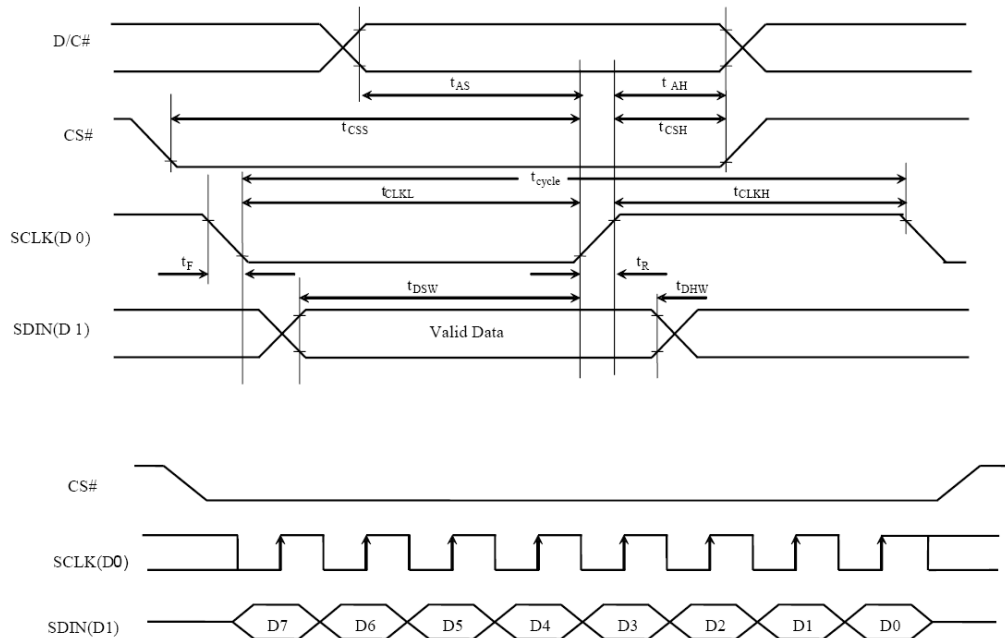 D/C#
tAS
tAH
CS#
tCSS
tCSH
tcycle
tCLKL
tCLKH
SCLK(D 0)
tF
tR
tDSW
tDHW
SDIN(D 1)
Valid Data
CS#
SCLK(D0)
SDIN(D1)
D7 D6 D5 D4 D3 D2 D1 D0